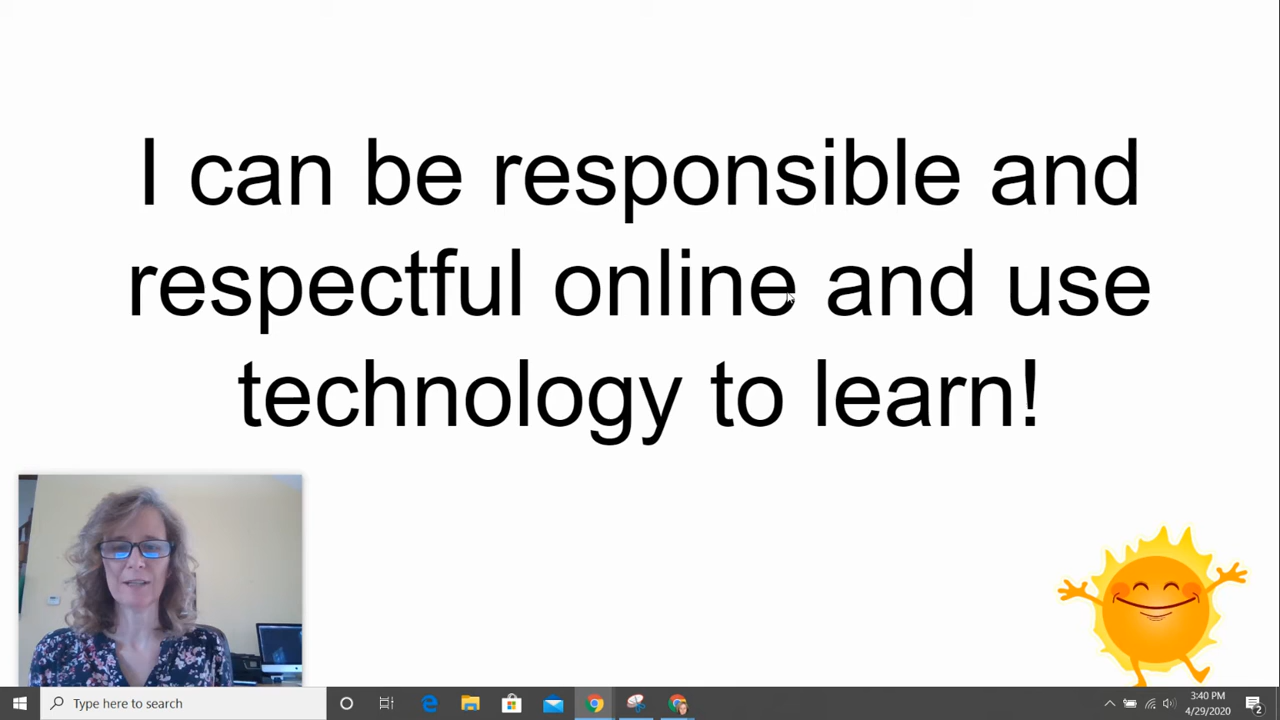 I can be responsible and
respectful online and use
technology to learn!
Type here to search
3:40 PM
4/29/2020
2